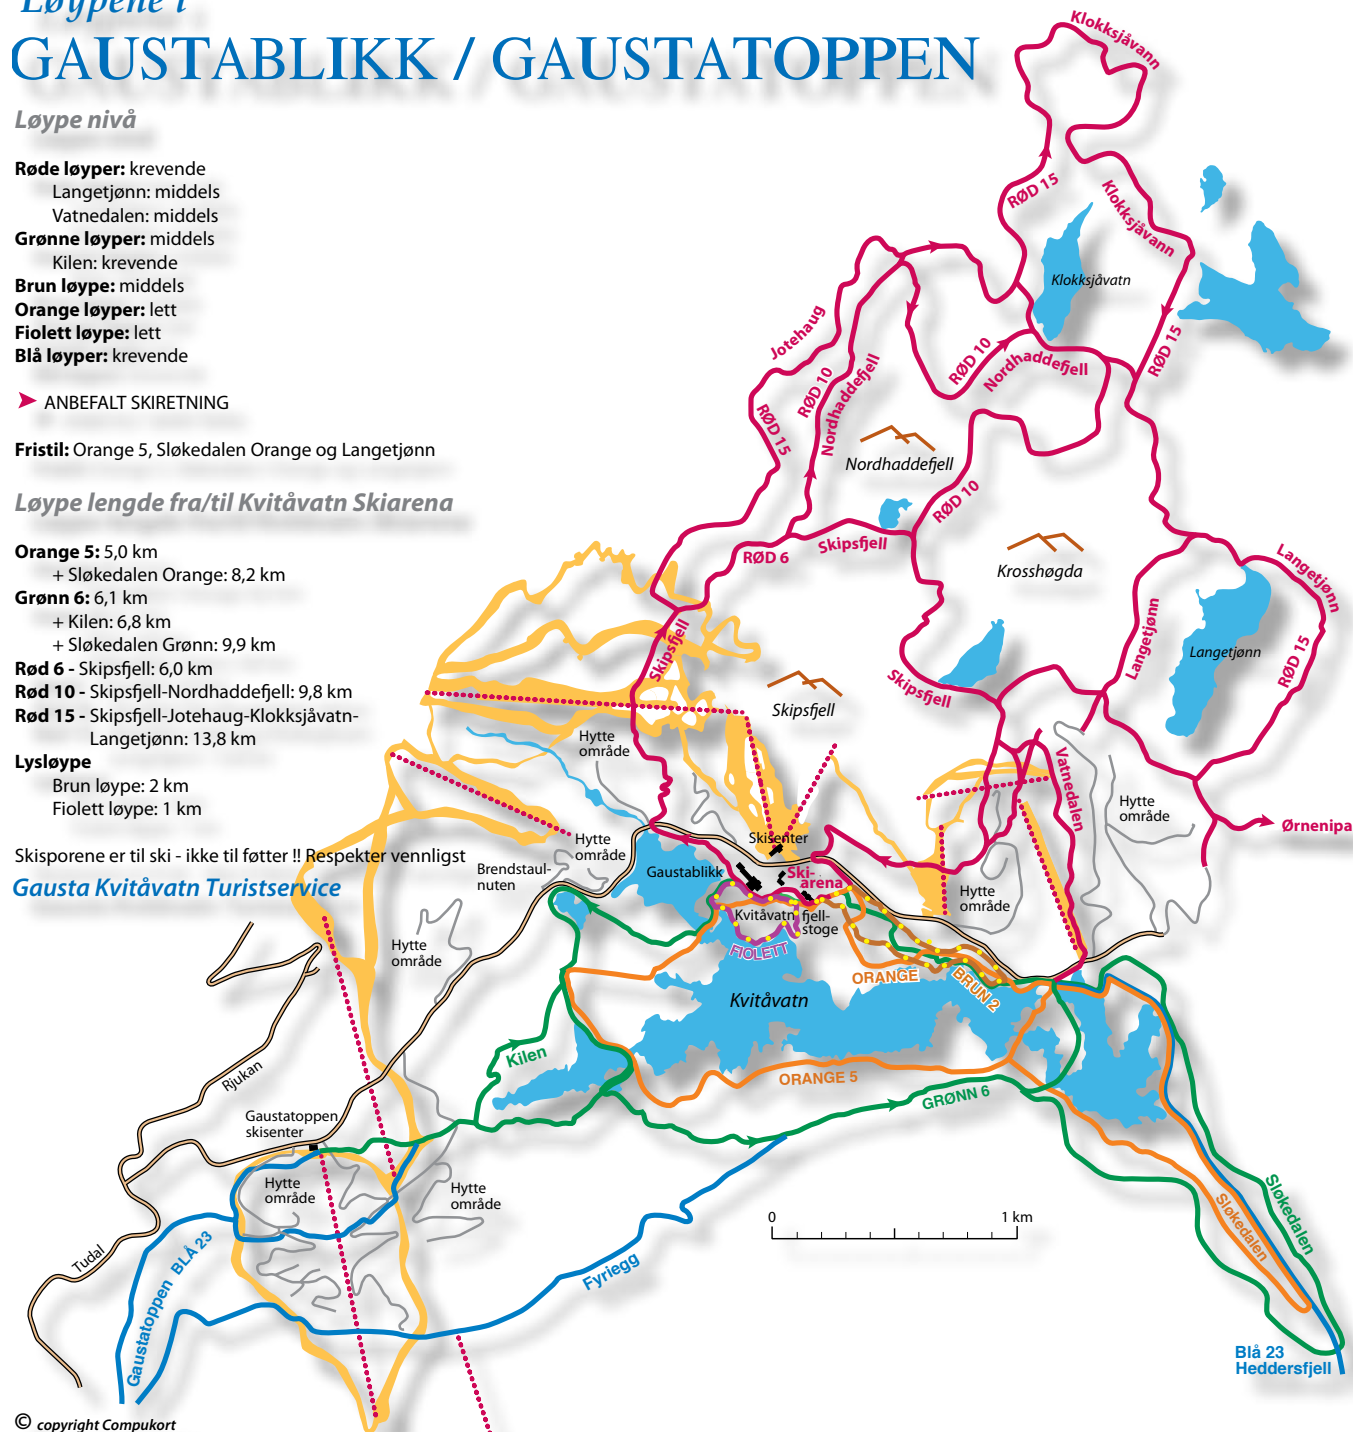 Løypene i
GAUSTABLIKK / GAUSTATOPPEN
Løype nivå
Røde løyper: krevende
Langetjønn: middels
Vatnedalen: middels
Grønne løyper: middels
Kilen: krevende
Brun løype: middels
Orange løyper: lett
Fiolett løype: lett
Blå løyper: krevende
ANBEFALT SKIRETNING
Fristil: Orange 5, Sløkedalen Orange og Langetjønn
Løype lengde fra/til Kvitåvatn Skiarena
Orange 5: 5,0 km
+ Sløkedalen Orange: 8,2 km
Grønn 6: 6,1 km
+ Kilen: 6,8 km
+ Sløkedalen Grønn: 9,9 km
Rød 6 - Skipsfjell: 6,0 km
Rød 10 - Skipsfjell-Nordhaddefjell: 9,8 km
Rød 15 - Skipsfjell-Jotehaug-Klokksjåvatn-
Langetjønn: 13,8 km
Lysløype
Brun løype: 2 km
Fiolett løype: 1 km
Skisporene er til ski - ikke til føtter !! Respekter vennligst
Gausta Kvitåvatn Turistservice
Klokksjåvann
RØD 15
Klokksjåvann
Klokksjåvatn
RØD 15
Jotehaug
RØD 10
Nordhaddefjell
RØD 10
Nordhaddefjell
RØD 15
Nordhaddefjell
RØD 10
Skipsfjell
RØD 6
Krosshøgda
Langetjønn
Langetjønn
Langetjønn
RØD 15
Skipsfjell
Skipsfjell
Skipsfjell
Hytte
område
Vatnedalen
Hytte
område
Ørnenipa
Skisenter
Hytte
område
Brendstaul-
nuten
Gaustablikk
Ski-
arena
Hytte
område
Kvitåvatn fjell-
stoge
FIOLETT
Hytte
område
ORANGE
BRUN 2
Kvitåvatn
Kilen
ORANGE 5
GRØNN 6
Rjukan
Gaustatoppen
skisenter
Hytte
område
Hytte
område
0
1 km
Sløkedalen
Sløkedalen
Tudal
Gaustatoppen BLÅ 23
Fyriegg
Blå 23
Heddersfjell
© copyright Compukort